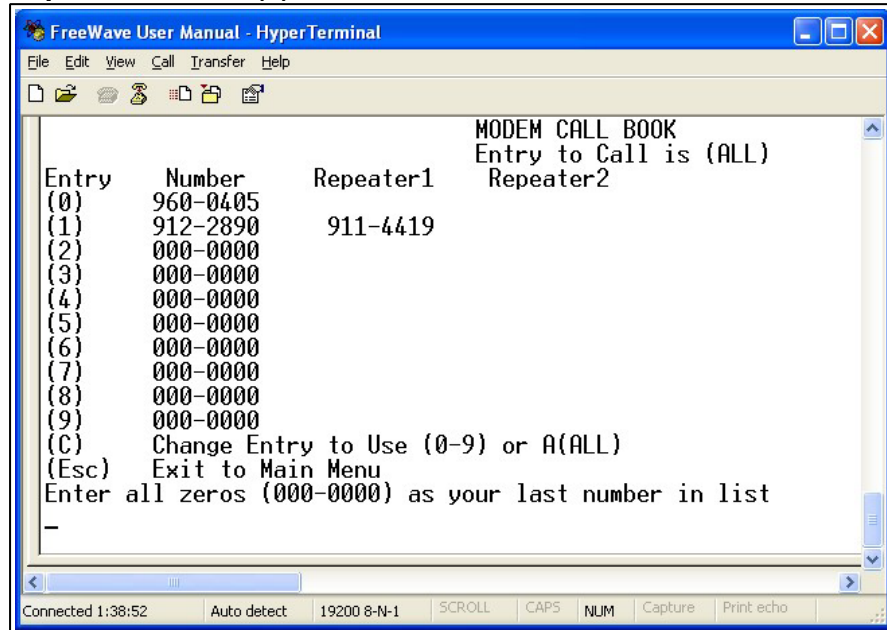 FreeWave User Manual - HyperTerminal
File Edit View Call Transfer Help
MODEM CALL BOOK
Entry to Call is (ALL)
Entry Number Repeater1 Repeater2
(0) 960-0405
(1) 912-2890 911-4419
(2) 000-0000
(3) 000-0000
(4) 000-0000
(5) 000-0000
(6) 000-0000
(7) 000-0000
(8) 000-0000
(9) 000-0000
(C) Change Entry to Use (0-9) or A(ALL)
(Esc) Exit to Main Menu
Enter all zeros (000-0000) as your last number in list
_
Connected 1:38:52 Auto detect 19200 8-N-1 SCROLL CAPS NUM Capture Print echo